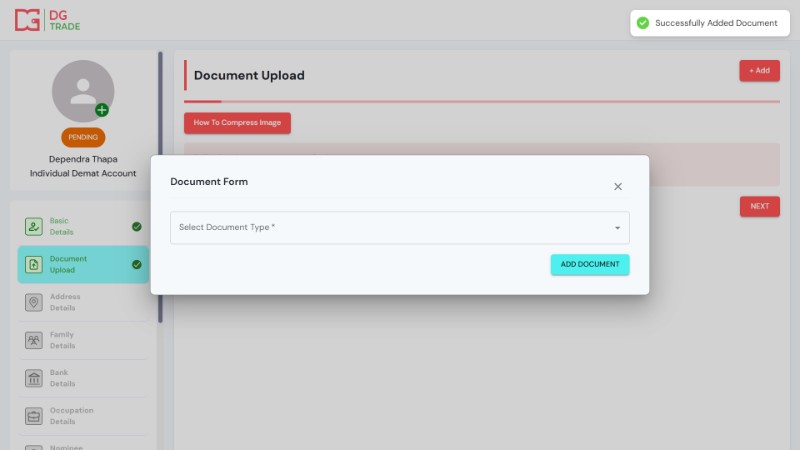 DG
TRADE
Successfully Added Document
PENDING
Dependra Thapa
Individual Demat Account
Basic
Details
Document
Upload
Address
Details
Family
Details
Bank
Details
Occupation
Details
Nominee
Document Upload
+ Add
How To Compress Image
NEXT
Document Form
Select Document Type *
ADD DOCUMENT